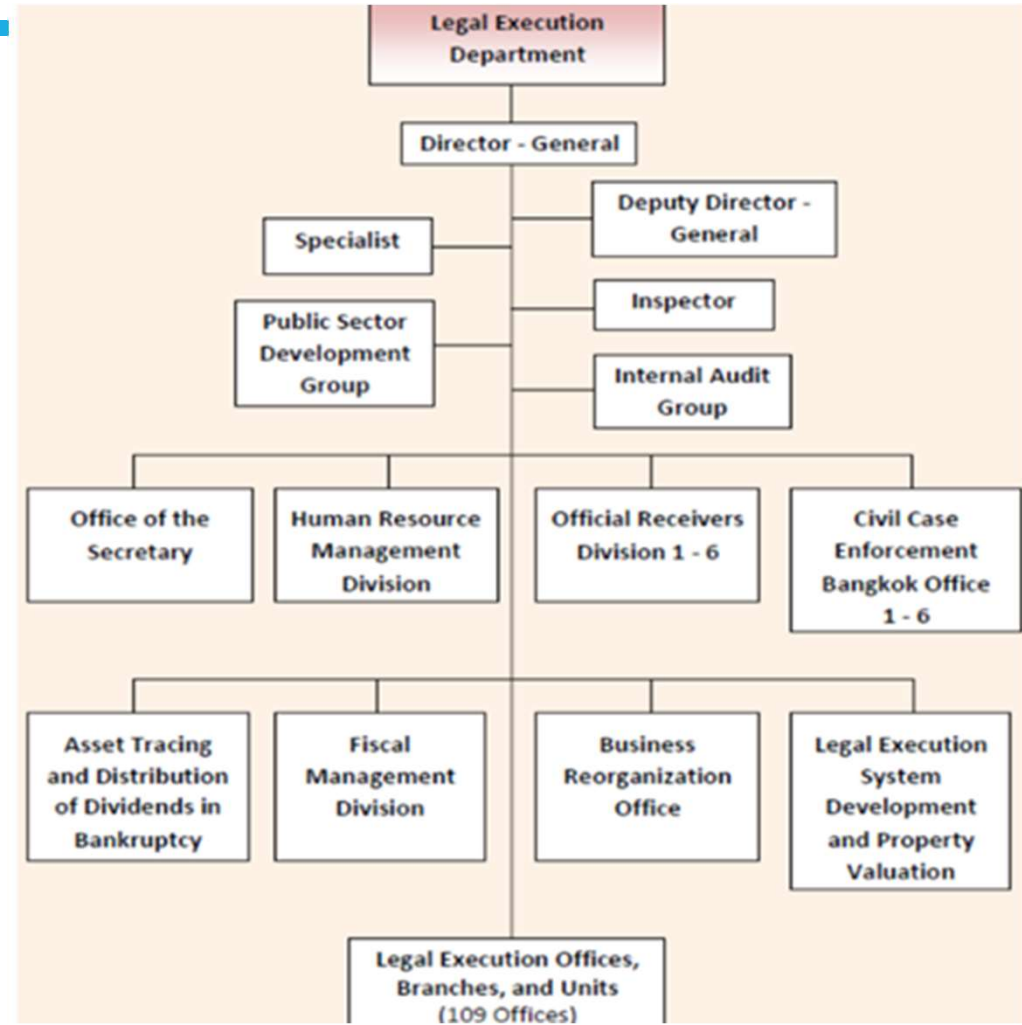 Legal Execution
Department
Director - General
Deputy Director -
General
Specialist
Inspector
Public Sector
Development
Group
Internal Audit
Group
Office of the
Secretary
Human Resource
Management
Division
Official Receivers
Division 1 - 6
Civil Case
Enforcement
Bangkok Office
1 - 6
Asset Tracing
and Distribution
of Dividends in
Bankruptcy
Fiscal
Management
Division
Business
Reorganization
Office
Legal Execution
System
Development
and Property
Valuation
Legal Execution Offices,
Branches, and Units
(109 Offices)